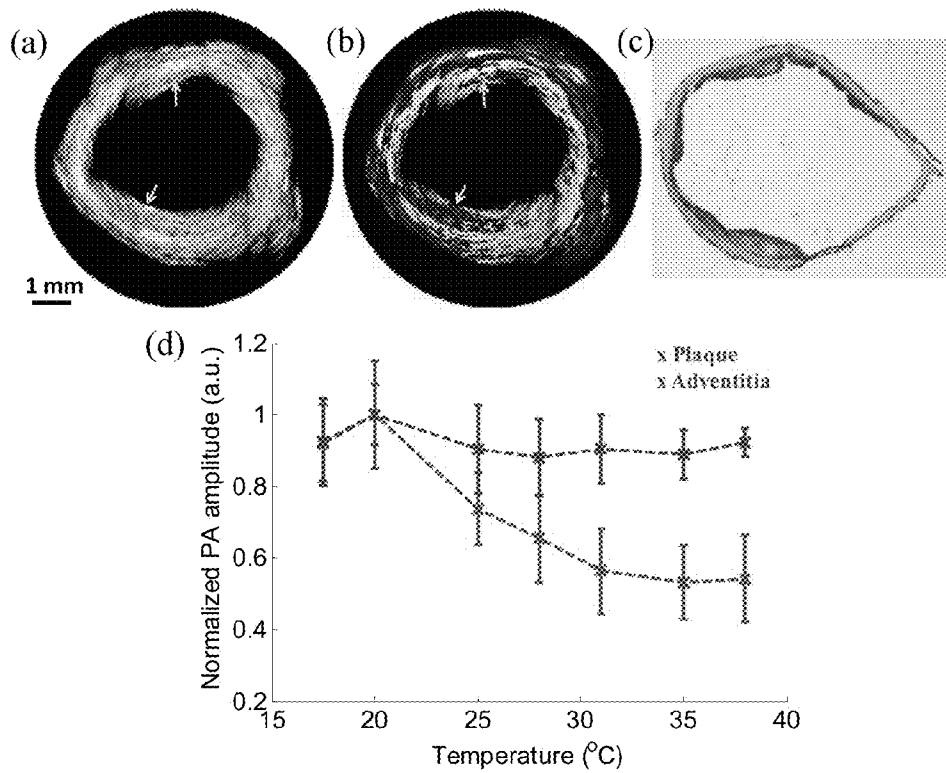 (a)
(b)
(c)
1 mm
(d)
1.2
1
0.8
0.6
0.4
0.2
Normalized PA amplitude (a.u.)
x Plaque
x Adventitia
15
20
25
30
35
40
Temperature (°C)